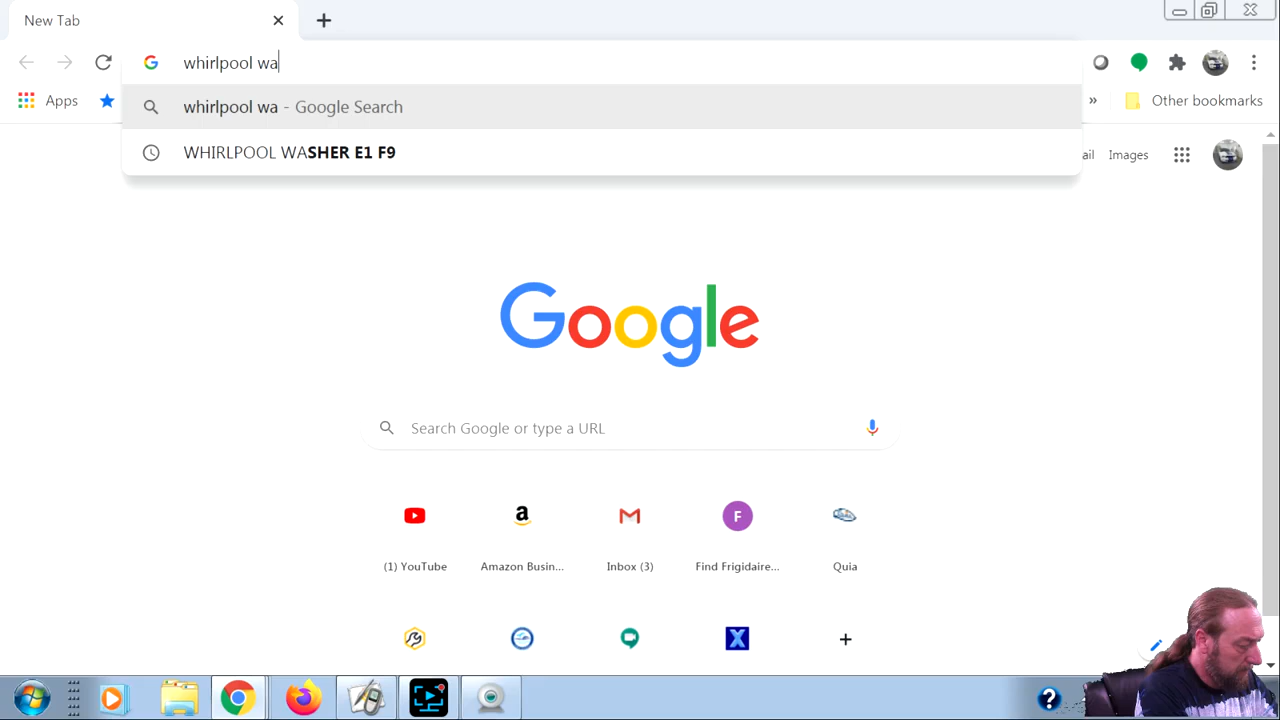 New Tab
whirlpool wa
Apps
» Other bookmarks
whirlpool wa - Google Search
WHIRLPOOL WASHER E1 F9
ail Images
Google
Search Google or type a URL
F
(1) YouTube Amazon Busin... Inbox (3) Find Frigidaire... Quia